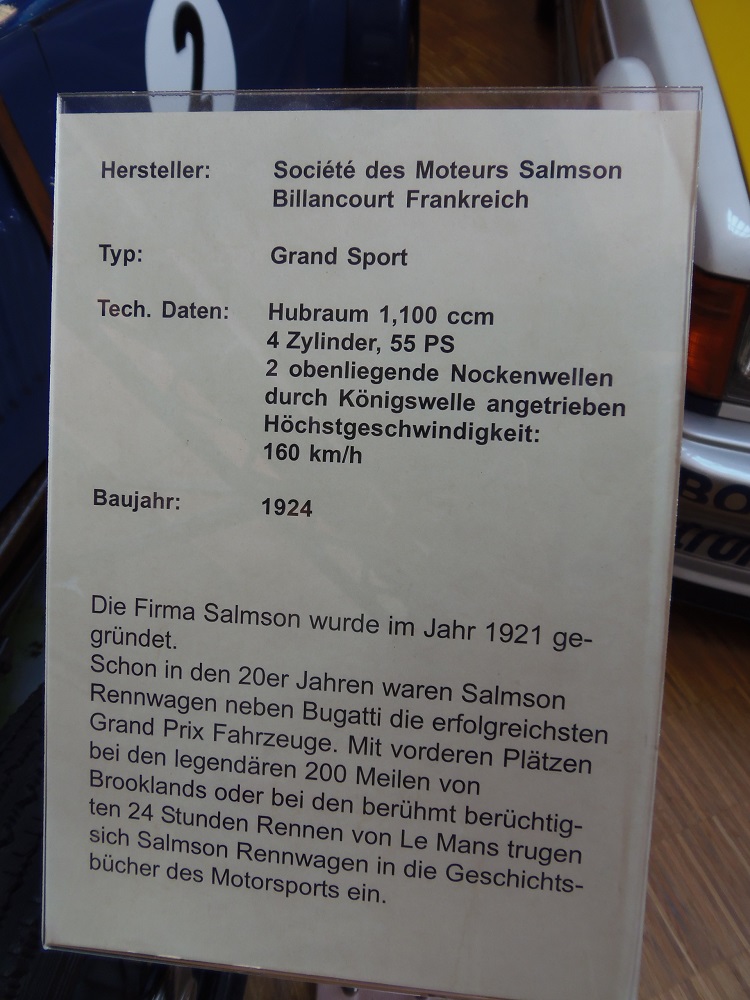 2
Hersteller: Société des Moteurs Salmson
Billancourt Frankreich
Typ: Grand Sport
Tech. Daten: Hubraum 1,100 ccm
4 Zylinder, 55 PS
2 obenliegende Nockenwellen
durch Königswelle angetrieben
Höchstgeschwindigkeit:
160 km/h
Baujahr: 1924
Die Firma Salmson wurde im Jahr 1921 ge-
gründet.
Schon in den 20er Jahren waren Salmson
Rennwagen neben Bugatti die erfolgreichsten
Grand Prix Fahrzeuge. Mit vorderen Plätzen
bei den legendären 200 Meilen von
Brooklands oder bei den berühmt berüchtig-
ten 24 Stunden Rennen von Le Mans trugen
sich Salmson Rennwagen in die Geschichts-
bücher des Motorsports ein.